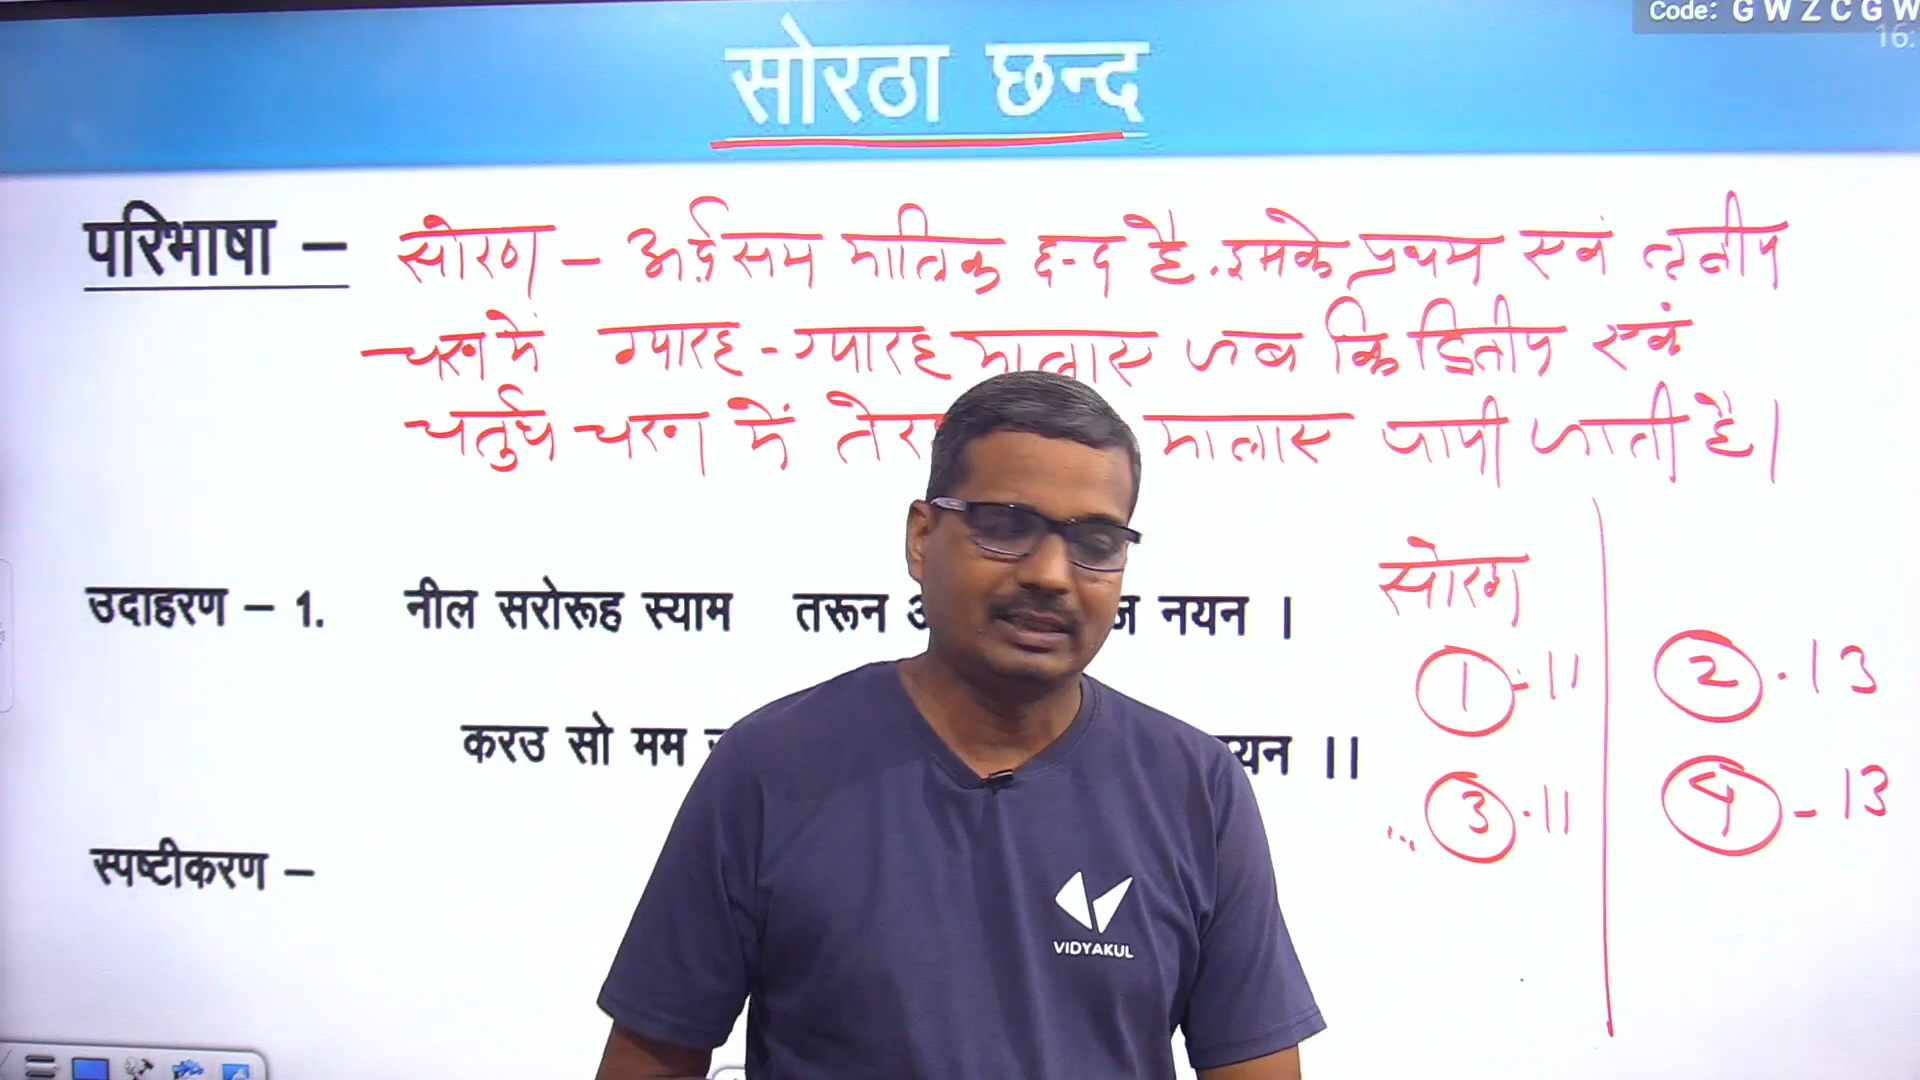 Code: G W Z C G W
16:
सोरठा छन्द
परिभाषा – सोरठा – अर्द्धसम मात्रिक छन्द है. इसके प्रथम एवं तृतीय
चरण में ग्यारह - ग्यारह मात्राएँ जब कि द्वितीय एवं
चतुर्थ चरण में मात्राएँ पायी जाती है।
सोरठा
उदाहरण – 1. नील सरोरूह स्याम तरून नयन ।
1 - 11 2 . 13
करउ सो मम ।।
3 . 11 4 - 13
स्पष्टीकरण –
VIDYAKUL